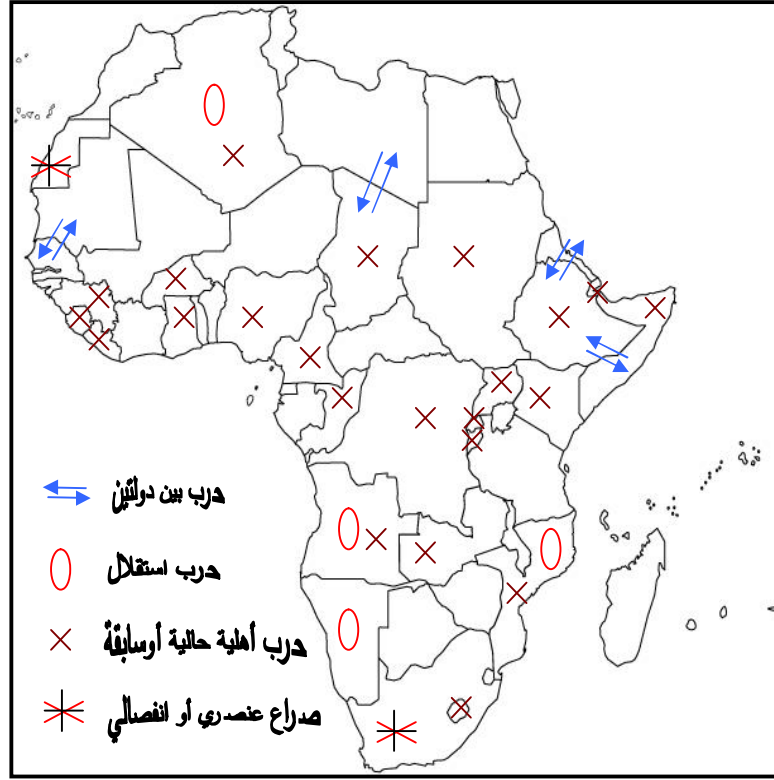 حرب بين دولتين
حرب استقلال
حرب أهلية حالية أوسابقة
صراع عنصري أو انفصالي